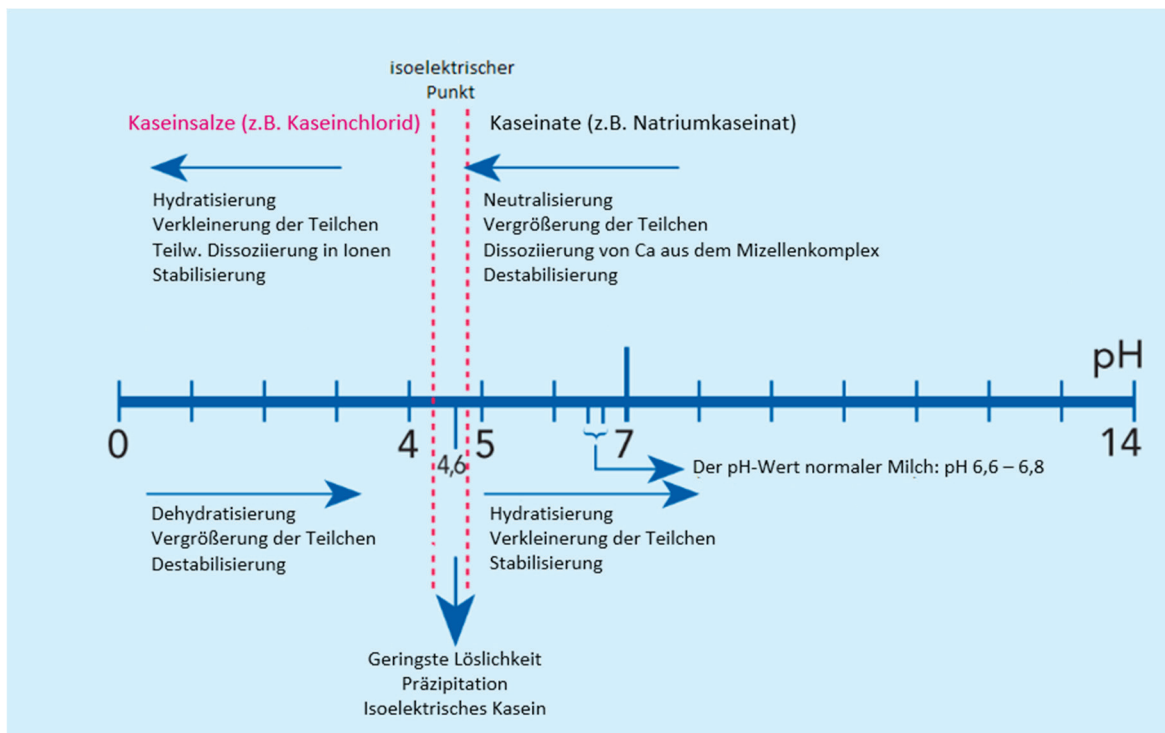 isoelektrischer
Punkt
Kaseinsalze (z.B. Kaseinchlorid)
Kaseinate (z.B. Natriumkaseinat)
Hydratisierung
Verkleinerung der Teilchen
Teilw. Dissoziierung in Ionen
Stabilisierung
Neutralisierung
Vergrößerung der Teilchen
Dissoziierung von Ca aus dem Mizellenkomplex
Destabilisierung
pH
0 4 4,6 5 7 14
Der pH-Wert normaler Milch: pH 6,6 – 6,8
Dehydratisierung
Vergrößerung der Teilchen
Destabilisierung
Hydratisierung
Verkleinerung der Teilchen
Stabilisierung
Geringste Löslichkeit
Präzipitation
Isoelektrisches Kasein